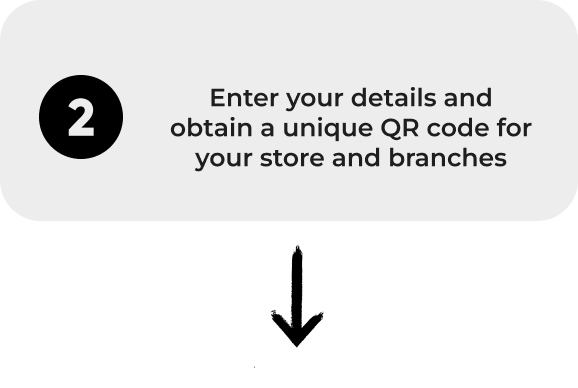 2
Enter your details and
obtain a unique QR code for
your store and branches